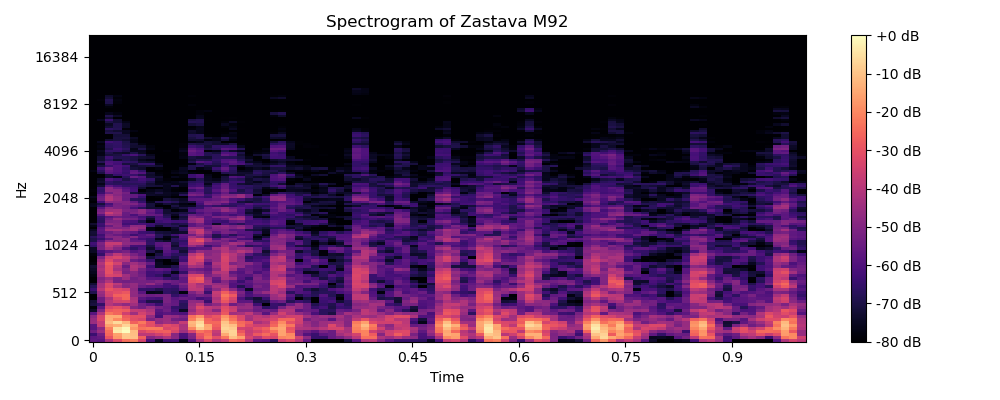 Spectrogram of Zastava M92
Hz
16384
8192
4096
2048
1024
512
0
0
0.15
0.3
0.45
0.6
0.75
0.9
Time
+0 dB
-10 dB
-20 dB
-30 dB
-40 dB
-50 dB
-60 dB
-70 dB
-80 dB